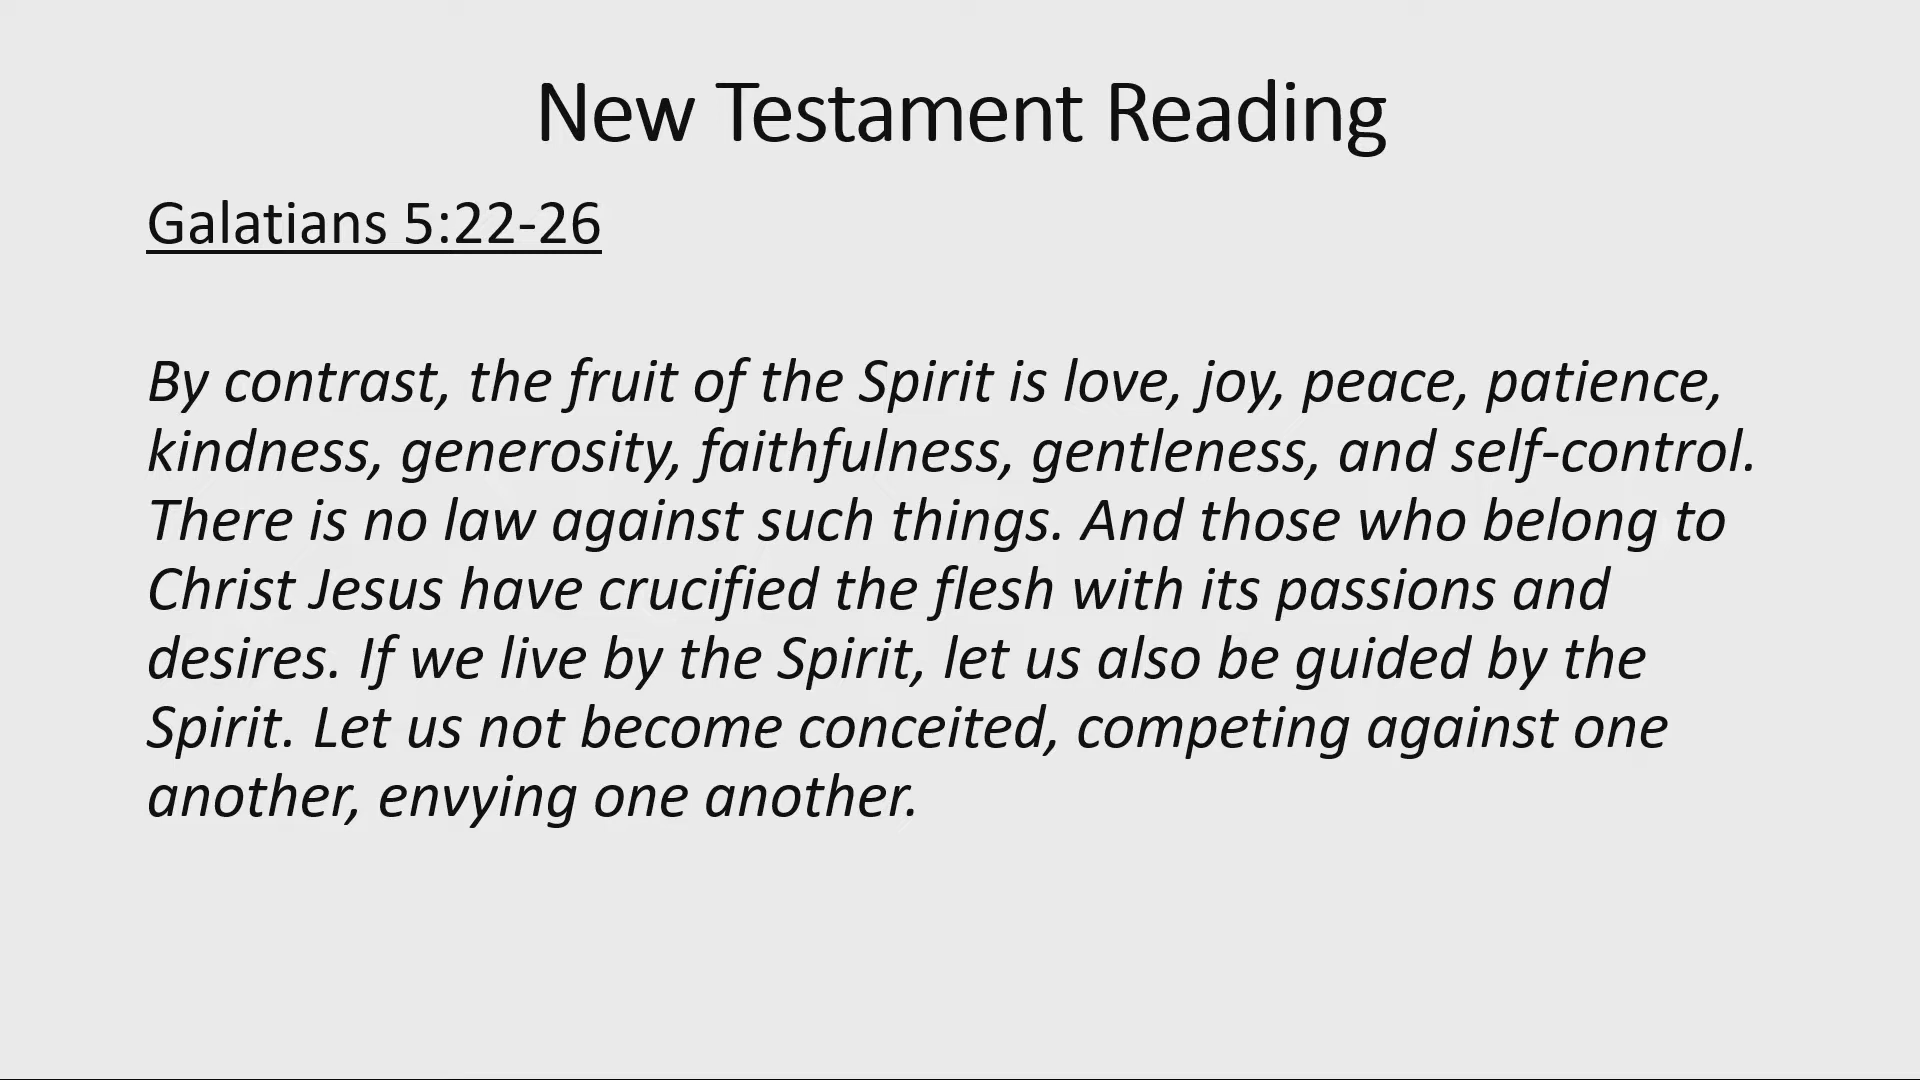 New Testament Reading
Galatians 5:22-26
By contrast, the fruit of the Spirit is love, joy, peace, patience,
kindness, generosity, faithfulness, gentleness, and self-control.
There is no law against such things. And those who belong to
Christ Jesus have crucified the flesh with its passions and
desires. If we live by the Spirit, let us also be guided by the
Spirit. Let us not become conceited, competing against one
another, envying one another.